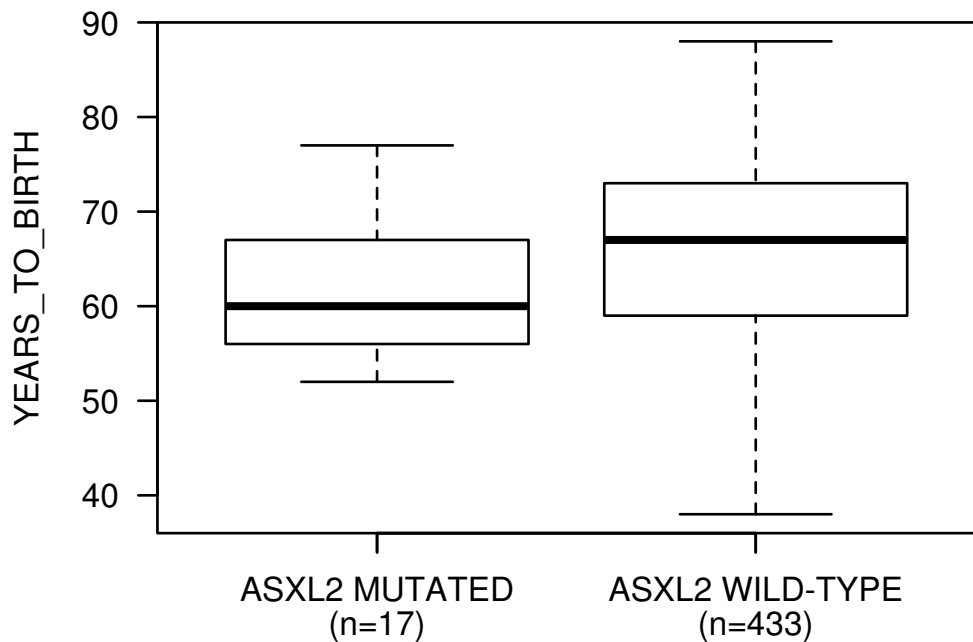 YEARS_TO_BIRTH
90
80
70
60
50
40
ASXL2 MUTATED
(n=17)
ASXL2 WILD-TYPE
(n=433)